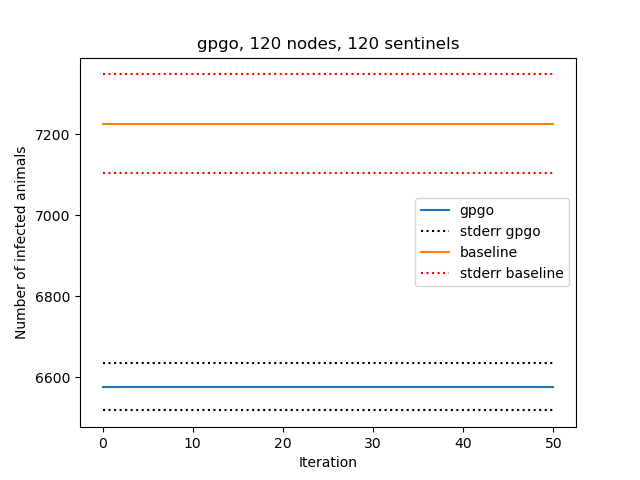 gpgo, 120 nodes, 120 sentinels
Number of infected animals
7200
7000
6800
6600
gpgo
stderr gpgo
baseline
stderr baseline
0
10
20
30
40
50
Iteration